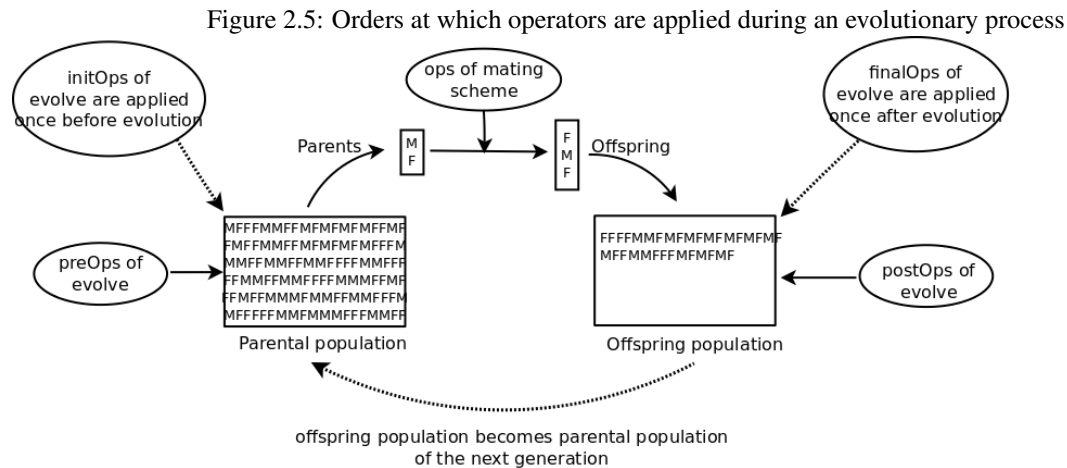 Figure 2.5: Orders at which operators are applied during an evolutionary process
initOps of
evolve are applied
once before evolution
ops of mating
scheme
finalOps of
evolve are applied
once after evolution
Parents
M
F
F
M
F
Offspring
MFFFMMFFMFMFMFMFFMF
FMFFMMFFMFMFMFMFFFM
MMFFMMFFMMFFFFMMFFF
FFMMFFMMFFFFMMMFFMF
FFMFFMMMFMMFFMMFFFM
MFFFFFMMFMMMFFFMMFF
FFFFMMFMFMFMFMFMFMF
MFFMMFFFMFMFMF
preOps of
evolve
postOps of
evolve
Parental population
Offspring population
offspring population becomes parental population
of the next generation